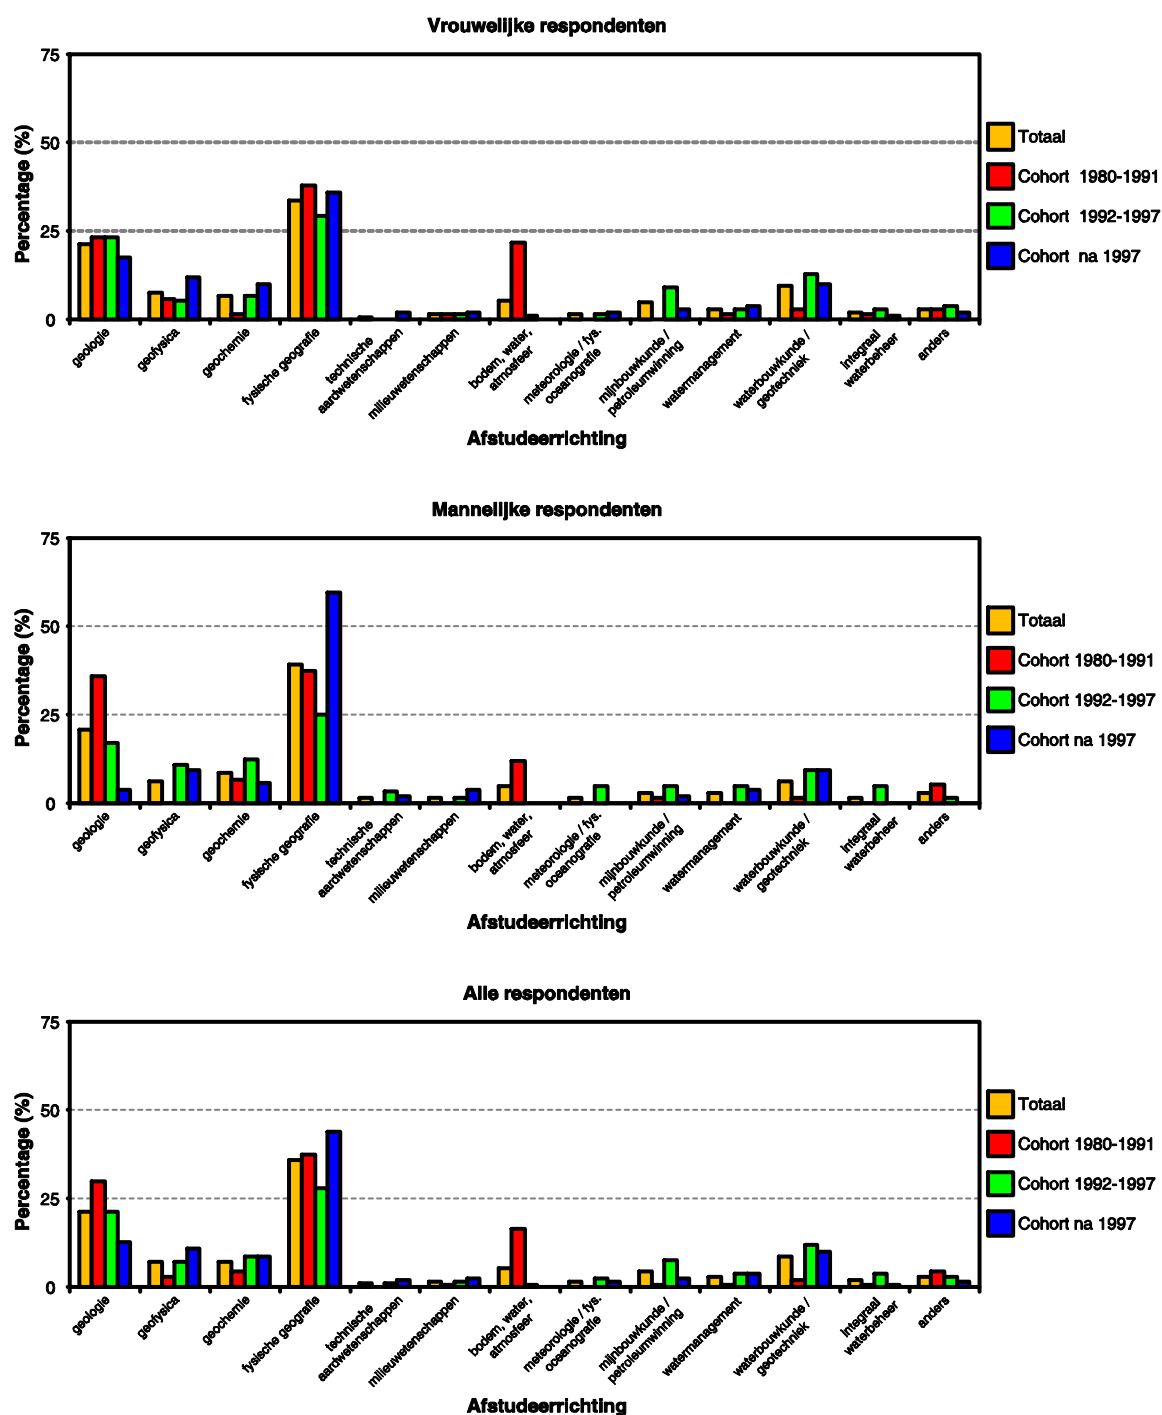 Vrouwelijke respondenten
75
50
25
0
Percentage (%)
geologie
geofysica
geochemie
fysische geografie
technische
aardwetenschappen
milieuwetenschappen
bodem, water,
atmosfeer
meteorologie / fys.
oceanografie
mijnbouwkunde /
petroleumwinning
watermanagement
waterbouwkunde /
geotechniek
integraal
waterbeheer
anders
Afstudeerrichting
Totaal
Cohort 1980-1991
Cohort 1992-1997
Cohort na 1997
Mannelijke respondenten
75
50
25
0
Percentage (%)
geologie
geofysica
geochemie
fysische geografie
technische
aardwetenschappen
milieuwetenschappen
bodem, water,
atmosfeer
meteorologie / fys.
oceanografie
mijnbouwkunde /
petroleumwinning
watermanagement
waterbouwkunde /
geotechniek
integraal
waterbeheer
anders
Afstudeerrichting
Totaal
Cohort 1980-1991
Cohort 1992-1997
Cohort na 1997
Alle respondenten
75
50
25
0
Percentage (%)
geologie
geofysica
geochemie
fysische geografie
technische
aardwetenschappen
milieuwetenschappen
bodem, water,
atmosfeer
meteorologie / fys.
oceanografie
mijnbouwkunde /
petroleumwinning
watermanagement
waterbouwkunde /
geotechniek
integraal
waterbeheer
anders
Afstudeerrichting
Totaal
Cohort 1980-1991
Cohort 1992-1997
Cohort na 1997